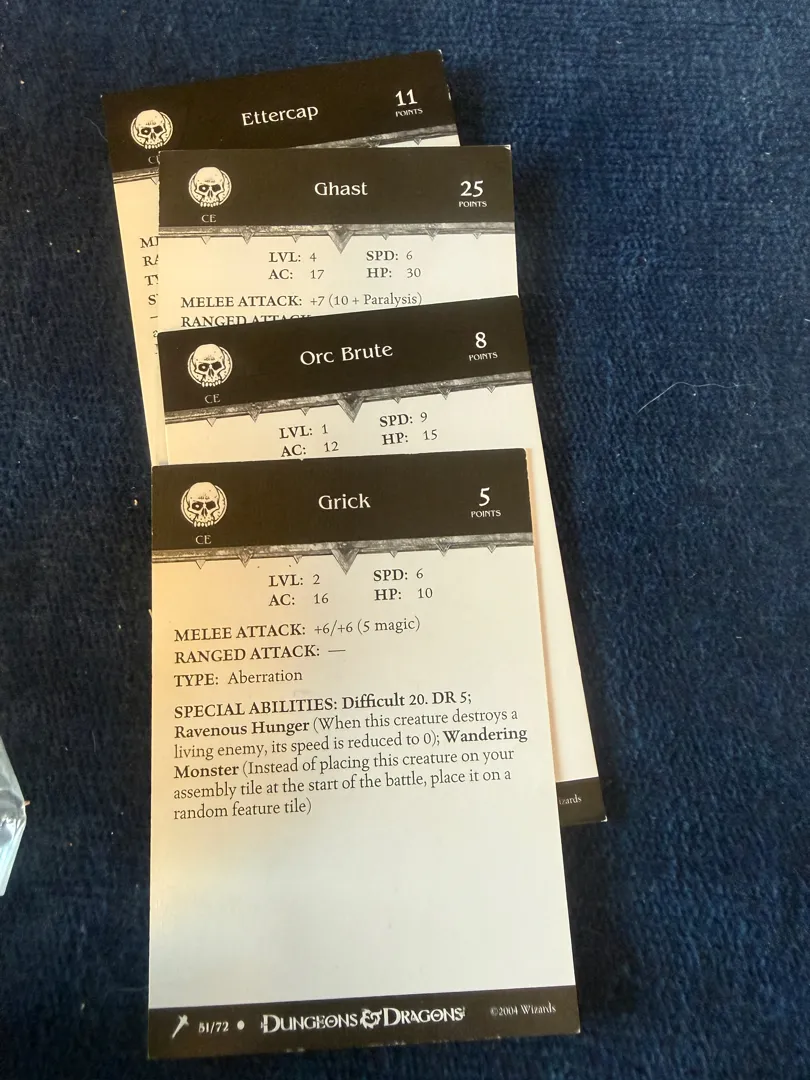 Ettercap
11
POINTS
Ghast
25
POINTS
CE
LVL: 4 SPD: 6
AC: 17 HP: 30
MELEE ATTACK: +7 (10 + Paralysis)
RANGED ATTACK:
Orc Brute
8
POINTS
CE
LVL: 1 SPD: 9
AC: 12 HP: 15
Grick
5
POINTS
CE
LVL: 2 SPD: 6
AC: 16 HP: 10
MELEE ATTACK: +6/+6 (5 magic)
RANGED ATTACK: —
TYPE: Aberration
SPECIAL ABILITIES: Difficult 20. DR 5;
Ravenous Hunger (When this creature destroys a
living enemy, its speed is reduced to 0); Wandering
Monster (Instead of placing this creature on your
assembly tile at the start of the battle, place it on a
random feature tile)
51/72 ● DUNGEONS & DRAGONS ©2004 Wizards